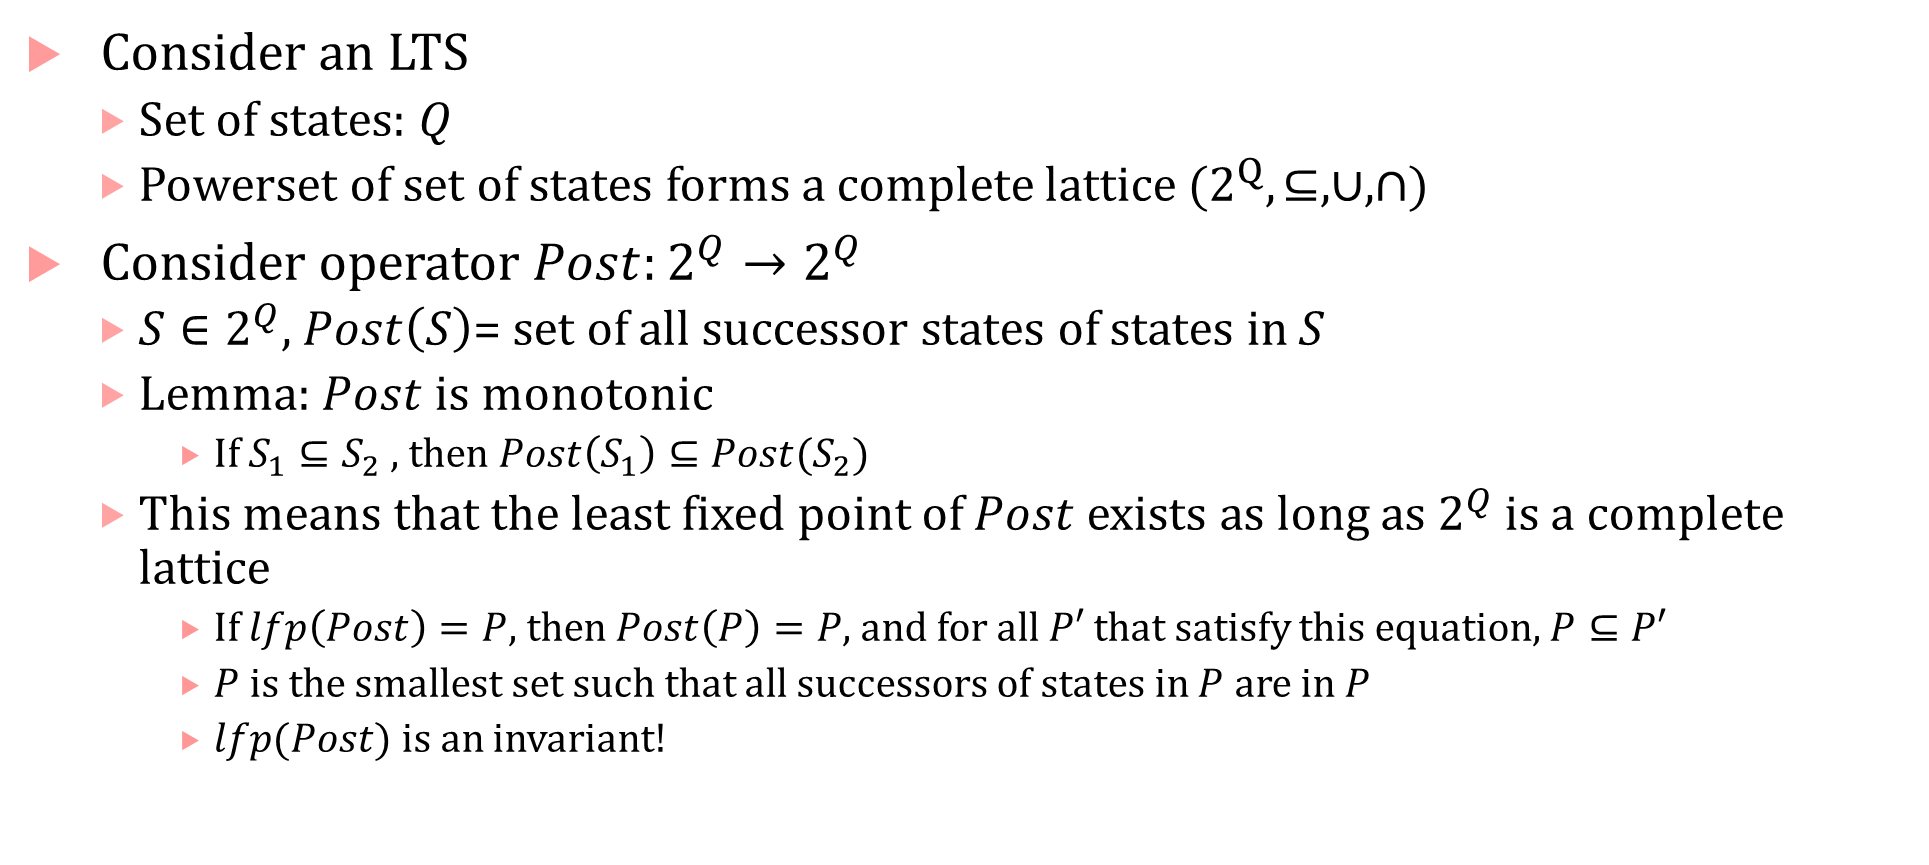 Consider an LTS
Set of states: Q
Powerset of set of states forms a complete lattice (2^Q, ⊆,∪,∩)
Consider operator Post: 2^Q → 2^Q
S ∈ 2^Q, Post(S)= set of all successor states of states in S
Lemma: Post is monotonic
If S₁ ⊆ S₂ , then Post(S₁) ⊆ Post(S₂)
This means that the least fixed point of Post exists as long as 2^Q is a complete
lattice
If lfp(Post) = P, then Post(P) = P, and for all P′ that satisfy this equation, P ⊆ P′
P is the smallest set such that all successors of states in P are in P
lfp(Post) is an invariant!